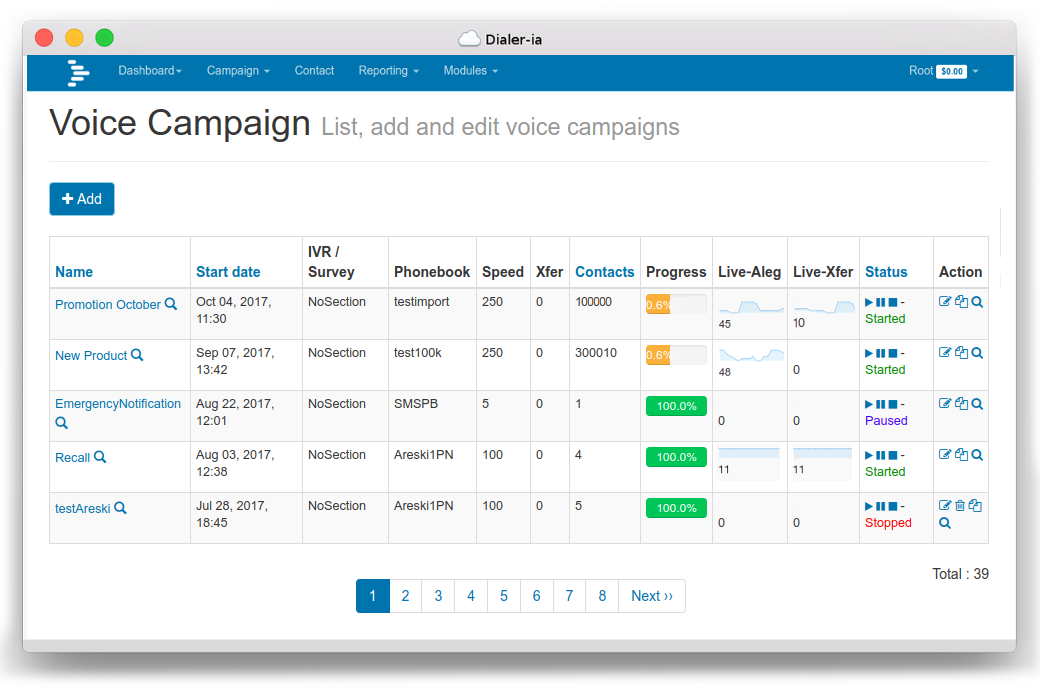 Dialer-ia
Dashboard Campaign Contact Reporting Modules Root $0.00
Voice Campaign List, add and edit voice campaigns
+ Add
IVR /
Name Start date Survey Phonebook Speed Xfer Contacts Progress Live-Aleg Live-Xfer Status Action
Promotion October Oct 04, 2017, NoSection testimport 250 0 100000 0.6% -
11:30 45 10 Started
New Product Sep 07, 2017, NoSection test100k 250 0 300010 0.6% -
13:42 48 0 Started
EmergencyNotification Aug 22, 2017, NoSection SMSPB 5 0 1 100.0% -
12:01 0 0 Paused
Recall Aug 03, 2017, NoSection Areski1PN 100 0 4 100.0% -
12:38 11 11 Started
testAreski Jul 28, 2017, NoSection Areski1PN 100 0 5 100.0% -
18:45 0 0 Stopped
Total : 39
1 2 3 4 5 6 7 8 Next ››